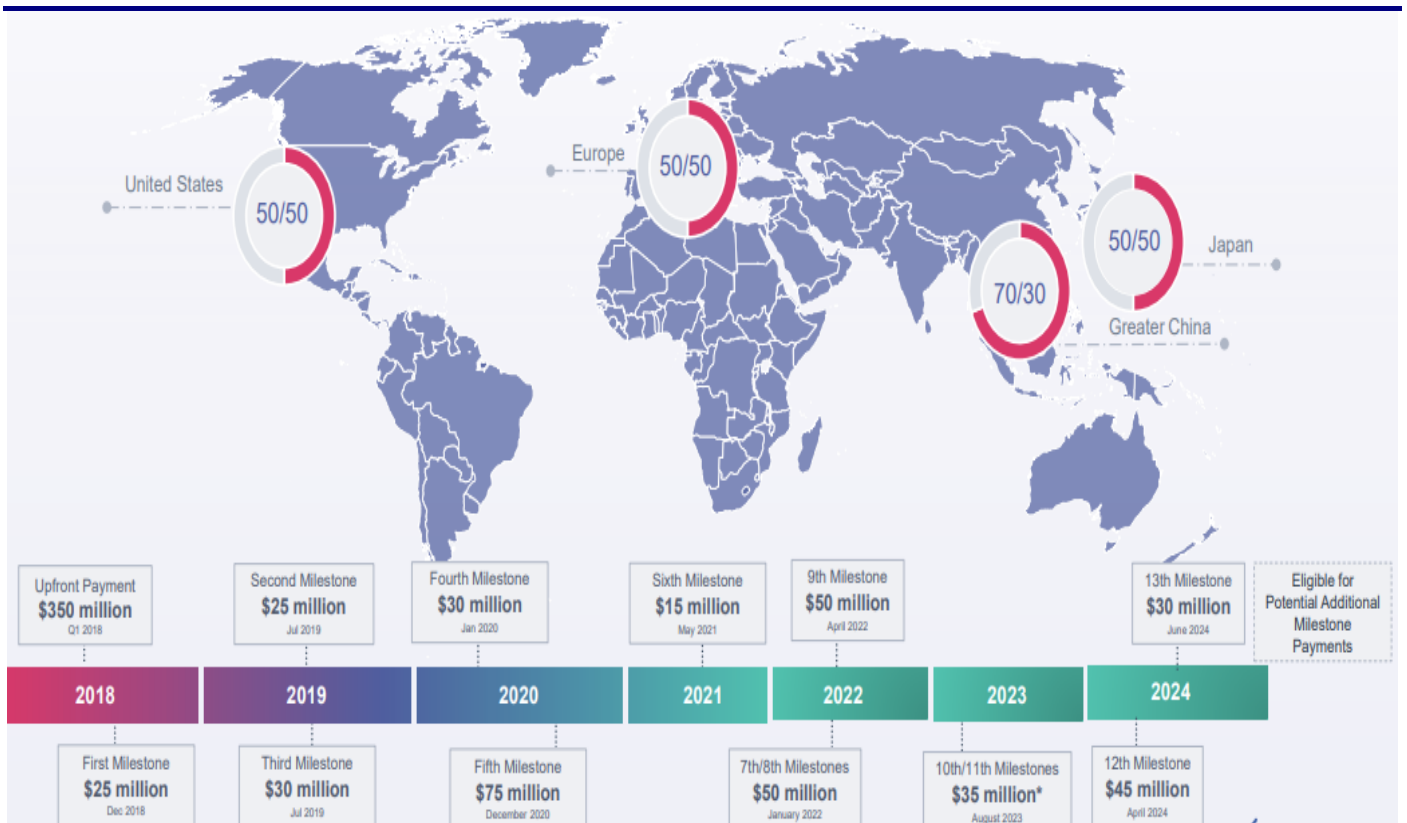 United States
50/50
Europe
50/50
50/50
Japan
70/30
Greater China
Upfront Payment
$350 million
Q1 2018
Second Milestone
$25 million
Jul 2019
Fourth Milestone
$30 million
Jan 2020
Sixth Milestone
$15 million
May 2021
9th Milestone
$50 million
April 2022
13th Milestone
$30 million
June 2024
Eligible for
Potential Additional
Milestone
Payments
2018
2019
2020
2021
2022
2023
2024
First Milestone
$25 million
Dec 2018
Third Milestone
$30 million
Jul 2019
Fifth Milestone
$75 million
December 2020
7th/8th Milestones
$50 million
January 2022
10th/11th Milestones
$35 million*
August 2023
12th Milestone
$45 million
April 2024